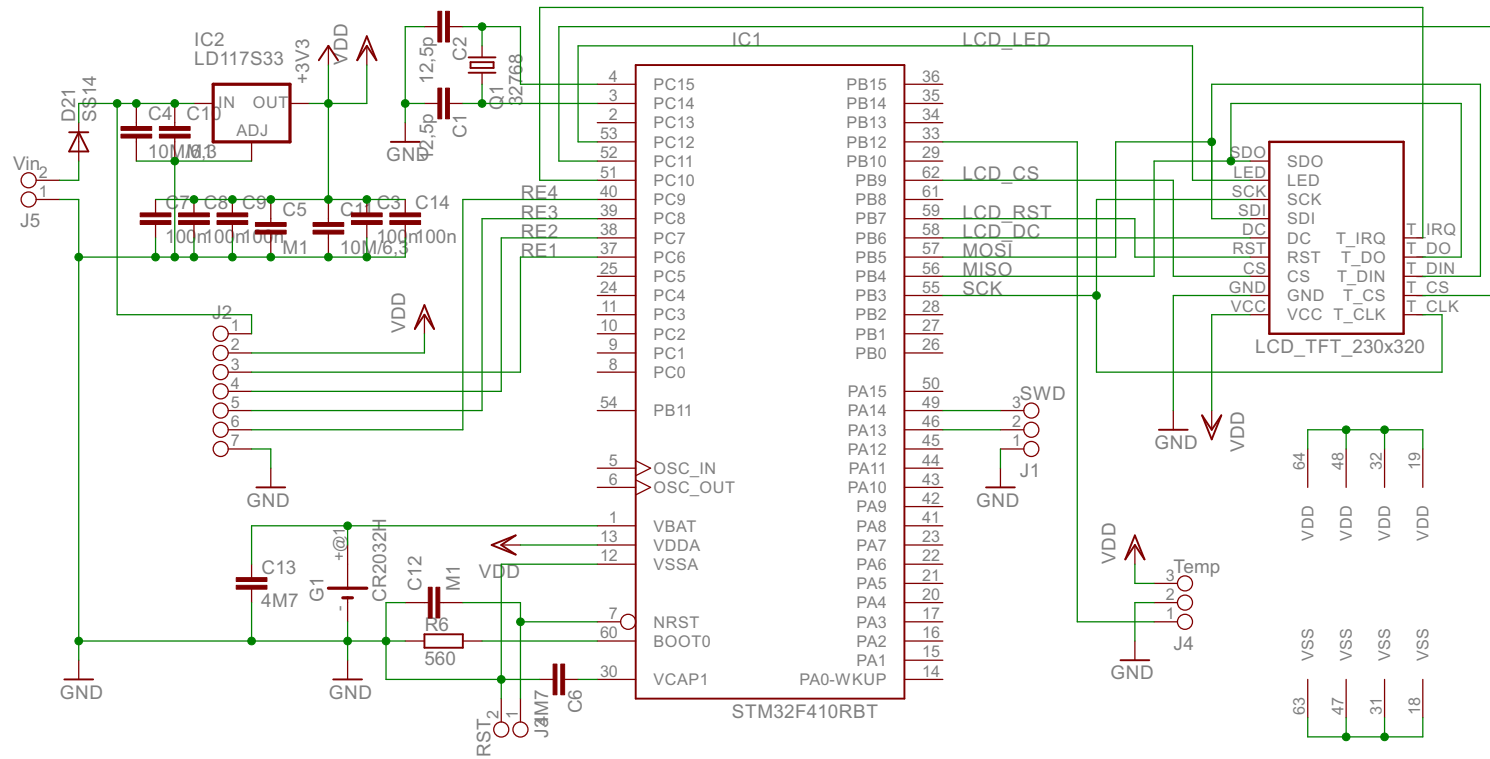 IC2
LD117S33
IN OUT
ADJ
+3V3
VDD
D21
SS14
C4
10M/6,3
C10
M1
Vin
2
1
J5
C7
100n
C8
100n
C9
100n
C5
M1
10M/6,3
C3
100n
C14
100n
12,5p
C2
12,5p
C1
Q1
32768
GND
IC1
LCD_LED
4 PC15
3 PC14
2 PC13
53 PC12
52 PC11
51 PC10
RE4 40 PC9
RE3 39 PC8
RE2 38 PC7
RE1 37 PC6
25 PC5
24 PC4
11 PC3
10 PC2
9 PC1
8 PC0
54 PB11
5 OSC_IN
6 OSC_OUT
1 VBAT
13 VDDA
12 VSSA
7 NRST
60 BOOT0
30 VCAP1
PB15 36
PB14 35
PB13 34
PB12 33
PB10 29
PB9 62 LCD_CS
PB8 61
PB7 59 LCD_RST
PB6 58 LCD_DC
PB5 57 MOSI
PB4 56 MISO
PB3 55 SCK
PB2 28
PB1 27
PB0 26
PA15 50
PA14 49
PA13 46
PA12 45
PA11 44
PA10 43
PA9 42
PA8 41
PA7 23
PA6 22
PA5 21
PA4 20
PA3 17
PA2 16
PA1 15
PA0-WKUP 14
STM32F410RBT
J2
1
2
3
4
5
6
7
VDD
GND
C13
4M7
G1
+@1
-
CR2032H
VDD
C12
M1
R6
560
4M7
C6
RST
2
1
GND
GND
SWD
3
2
1
J1
GND
VDD
Temp
3
2
1
J4
GND
SDO SDO
LED LED
SCK SCK
SDI SDI
DC DC
RST RST
CS CS
GND GND
VCC VCC
T_IRQ T_IRQ
T_DO T_DO
T_DIN T_DIN
T_CS T_CS
T_CLK T_CLK
LCD_TFT_230x320
GND
VDD
64 48 32 19
VDD VDD VDD VDD
VSS VSS VSS VSS
63 47 31 18